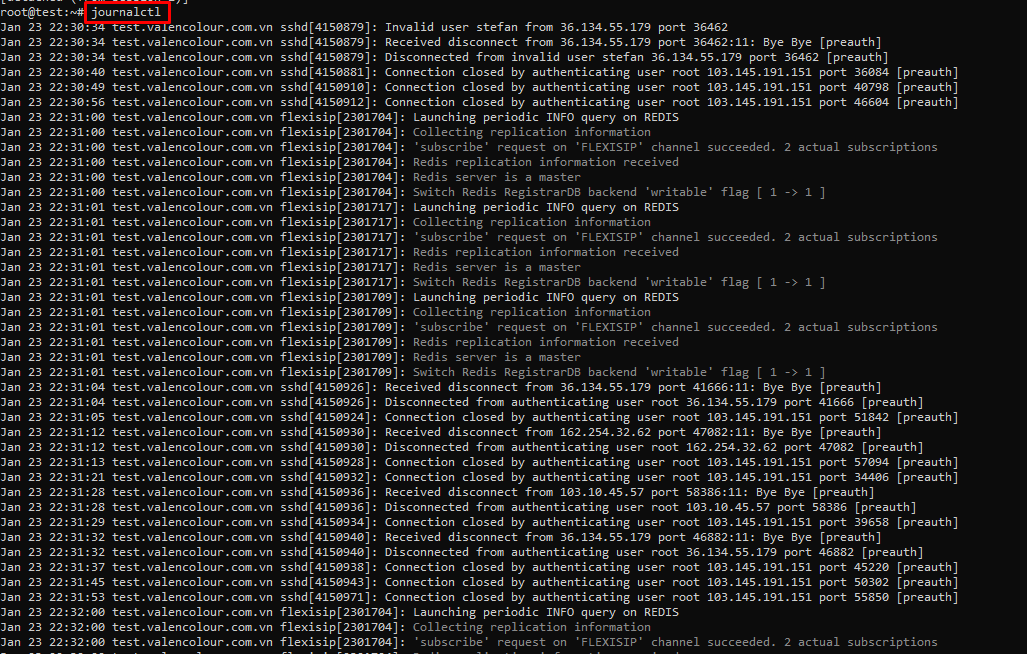 root@test:~# journalctl
Jan 23 22:30:34 test.valencolour.com.vn sshd[4150879]: Invalid user stefan from 36.134.55.179 port 36462
Jan 23 22:30:34 test.valencolour.com.vn sshd[4150879]: Received disconnect from 36.134.55.179 port 36462:11: Bye Bye [preauth]
Jan 23 22:30:34 test.valencolour.com.vn sshd[4150879]: Disconnected from invalid user stefan 36.134.55.179 port 36462 [preauth]
Jan 23 22:30:40 test.valencolour.com.vn sshd[4150881]: Connection closed by authenticating user root 103.145.191.151 port 36084 [preauth]
Jan 23 22:30:49 test.valencolour.com.vn sshd[4150910]: Connection closed by authenticating user root 103.145.191.151 port 40798 [preauth]
Jan 23 22:30:56 test.valencolour.com.vn sshd[4150912]: Connection closed by authenticating user root 103.145.191.151 port 46604 [preauth]
Jan 23 22:31:00 test.valencolour.com.vn flexisip[2301704]: Launching periodic INFO query on REDIS
Jan 23 22:31:00 test.valencolour.com.vn flexisip[2301704]: Collecting replication information
Jan 23 22:31:00 test.valencolour.com.vn flexisip[2301704]: 'subscribe' request on 'FLEXISIP' channel succeeded. 2 actual subscriptions
Jan 23 22:31:00 test.valencolour.com.vn flexisip[2301704]: Redis replication information received
Jan 23 22:31:00 test.valencolour.com.vn flexisip[2301704]: Redis server is a master
Jan 23 22:31:00 test.valencolour.com.vn flexisip[2301704]: Switch Redis RegistrarDB backend 'writable' flag [ 1 -> 1 ]
Jan 23 22:31:01 test.valencolour.com.vn flexisip[2301717]: Launching periodic INFO query on REDIS
Jan 23 22:31:01 test.valencolour.com.vn flexisip[2301717]: Collecting replication information
Jan 23 22:31:01 test.valencolour.com.vn flexisip[2301717]: 'subscribe' request on 'FLEXISIP' channel succeeded. 2 actual subscriptions
Jan 23 22:31:01 test.valencolour.com.vn flexisip[2301717]: Redis replication information received
Jan 23 22:31:01 test.valencolour.com.vn flexisip[2301717]: Redis server is a master
Jan 23 22:31:01 test.valencolour.com.vn flexisip[2301717]: Switch Redis RegistrarDB backend 'writable' flag [ 1 -> 1 ]
Jan 23 22:31:01 test.valencolour.com.vn flexisip[2301709]: Launching periodic INFO query on REDIS
Jan 23 22:31:01 test.valencolour.com.vn flexisip[2301709]: Collecting replication information
Jan 23 22:31:01 test.valencolour.com.vn flexisip[2301709]: 'subscribe' request on 'FLEXISIP' channel succeeded. 2 actual subscriptions
Jan 23 22:31:01 test.valencolour.com.vn flexisip[2301709]: Redis replication information received
Jan 23 22:31:01 test.valencolour.com.vn flexisip[2301709]: Redis server is a master
Jan 23 22:31:01 test.valencolour.com.vn flexisip[2301709]: Switch Redis RegistrarDB backend 'writable' flag [ 1 -> 1 ]
Jan 23 22:31:04 test.valencolour.com.vn sshd[4150926]: Received disconnect from 36.134.55.179 port 41666:11: Bye Bye [preauth]
Jan 23 22:31:04 test.valencolour.com.vn sshd[4150926]: Disconnected from authenticating user root 36.134.55.179 port 41666 [preauth]
Jan 23 22:31:05 test.valencolour.com.vn sshd[4150924]: Connection closed by authenticating user root 103.145.191.151 port 51842 [preauth]
Jan 23 22:31:12 test.valencolour.com.vn sshd[4150930]: Received disconnect from 162.254.32.62 port 47082:11: Bye Bye [preauth]
Jan 23 22:31:12 test.valencolour.com.vn sshd[4150930]: Disconnected from authenticating user root 162.254.32.62 port 47082 [preauth]
Jan 23 22:31:13 test.valencolour.com.vn sshd[4150928]: Connection closed by authenticating user root 103.145.191.151 port 57094 [preauth]
Jan 23 22:31:21 test.valencolour.com.vn sshd[4150932]: Connection closed by authenticating user root 103.145.191.151 port 34406 [preauth]
Jan 23 22:31:28 test.valencolour.com.vn sshd[4150936]: Received disconnect from 103.10.45.57 port 58386:11: Bye Bye [preauth]
Jan 23 22:31:28 test.valencolour.com.vn sshd[4150936]: Disconnected from authenticating user root 103.10.45.57 port 58386 [preauth]
Jan 23 22:31:29 test.valencolour.com.vn sshd[4150934]: Connection closed by authenticating user root 103.145.191.151 port 39658 [preauth]
Jan 23 22:31:32 test.valencolour.com.vn sshd[4150940]: Received disconnect from 36.134.55.179 port 46882:11: Bye Bye [preauth]
Jan 23 22:31:32 test.valencolour.com.vn sshd[4150940]: Disconnected from authenticating user root 36.134.55.179 port 46882 [preauth]
Jan 23 22:31:37 test.valencolour.com.vn sshd[4150938]: Connection closed by authenticating user root 103.145.191.151 port 45220 [preauth]
Jan 23 22:31:45 test.valencolour.com.vn sshd[4150943]: Connection closed by authenticating user root 103.145.191.151 port 50302 [preauth]
Jan 23 22:31:53 test.valencolour.com.vn sshd[4150971]: Connection closed by authenticating user root 103.145.191.151 port 55850 [preauth]
Jan 23 22:32:00 test.valencolour.com.vn flexisip[2301704]: Launching periodic INFO query on REDIS
Jan 23 22:32:00 test.valencolour.com.vn flexisip[2301704]: Collecting replication information
Jan 23 22:32:00 test.valencolour.com.vn flexisip[2301704]: 'subscribe' request on 'FLEXISIP' channel succeeded. 2 actual subscriptions